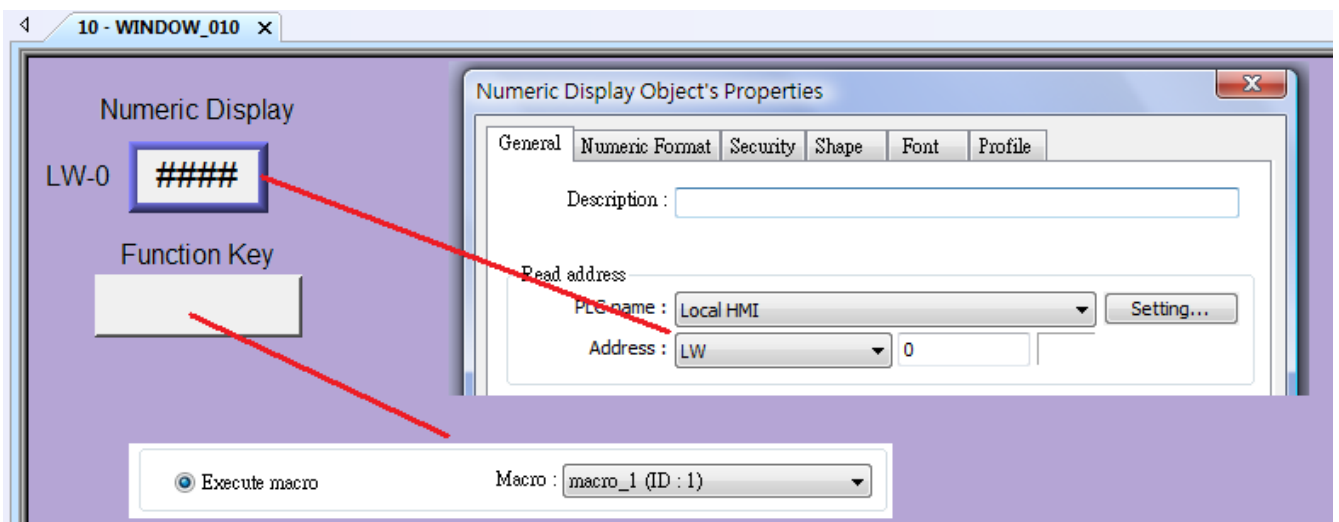 10 - WINDOW_010 X
Numeric Display
LW-0 ####
Function Key
Numeric Display Object's Properties
General Numeric Format Security Shape Font Profile
Description :
Read address
PLC name : Local HMI Setting...
Address : LW 0
Execute macro Macro : macro_1 (ID : 1)